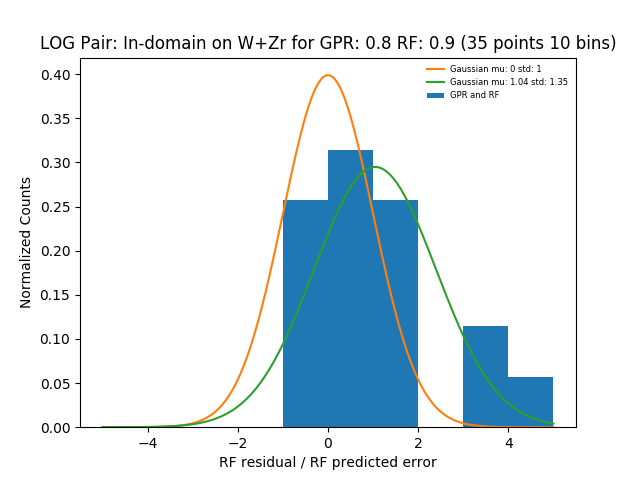 LOG Pair: In-domain on W+Zr for GPR: 0.8 RF: 0.9 (35 points 10 bins)
Gaussian mu: 0 std: 1
Gaussian mu: 1.04 std: 1.35
GPR and RF
Normalized Counts
0.40
0.35
0.30
0.25
0.20
0.15
0.10
0.05
0.00
−4 −2 0 2 4
RF residual / RF predicted error